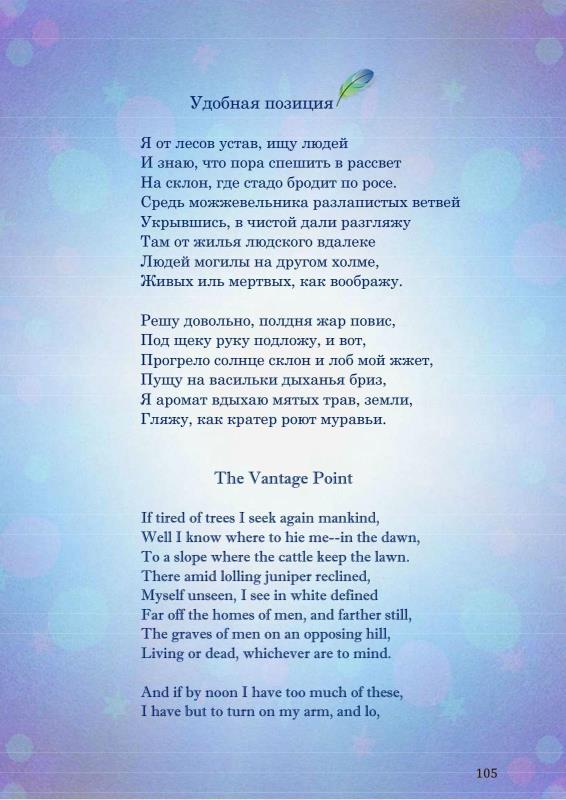 Удобная позиция
Я от лесов устав, ищу людей
И знаю, что пора спешить в рассвет
На склон, где стадо бродит по росе.
Средь можжевельника разлапистых ветвей
Укрывшись, в чистой дали разгляжу
Там от жилья людского вдалеке
Людей могилы на другом холме,
Живых иль мертвых, как воображу.
Решу довольно, полдня жар повис,
Под щеку руку подложу, и вот,
Прогрело солнце склон и лоб мой жжет,
Пущу на васильки дыханья бриз,
Я аромат вдыхаю мятых трав, земли,
Гляжу, как кратер роют муравьи.
The Vantage Point
If tired of trees I seek again mankind,
Well I know where to hie me--in the dawn,
To a slope where the cattle keep the lawn.
There amid lolling juniper reclined,
Myself unseen, I see in white defined
Far off the homes of men, and farther still,
The graves of men on an opposing hill,
Living or dead, whichever are to mind.
And if by noon I have too much of these,
I have but to turn on my arm, and lo,
105